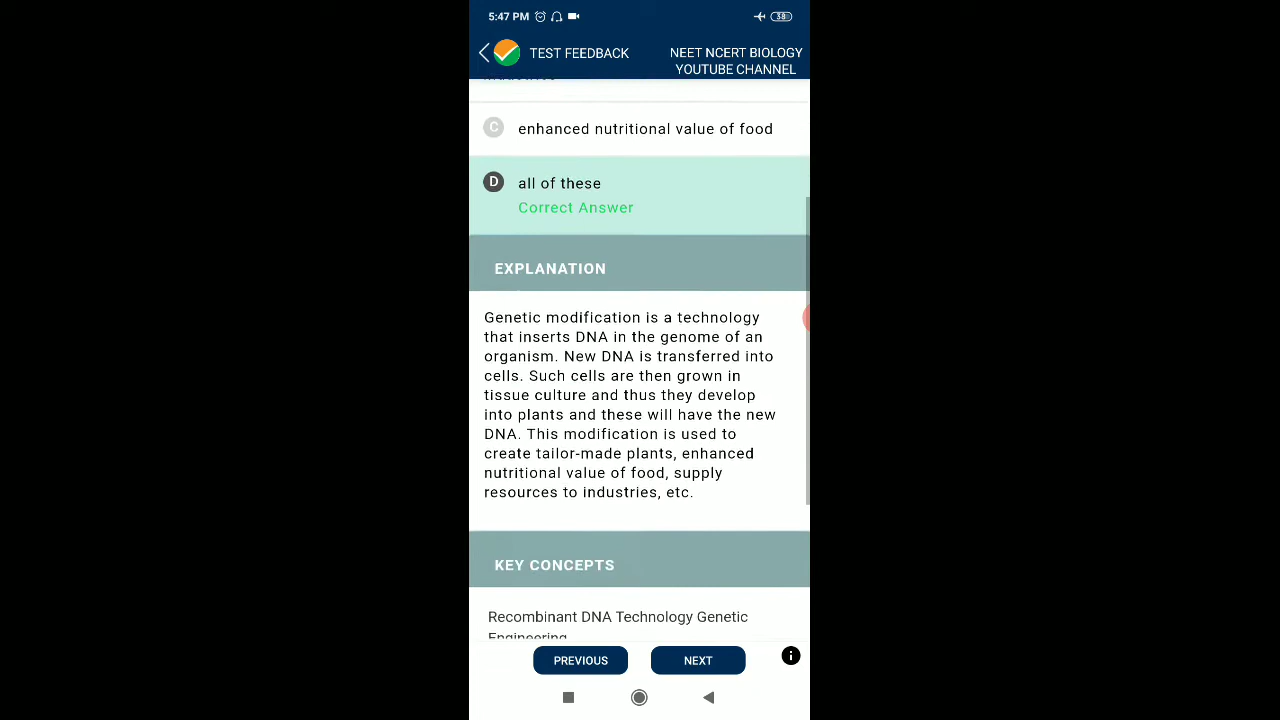 5:47 PM
38
TEST FEEDBACK
NEET NCERT BIOLOGY
YOUTUBE CHANNEL
C enhanced nutritional value of food
D all of these
Correct Answer
EXPLANATION
Genetic modification is a technology
that inserts DNA in the genome of an
organism. New DNA is transferred into
cells. Such cells are then grown in
tissue culture and thus they develop
into plants and these will have the new
DNA. This modification is used to
create tailor-made plants, enhanced
nutritional value of food, supply
resources to industries, etc.
KEY CONCEPTS
Recombinant DNA Technology Genetic
Engineering
PREVIOUS
NEXT